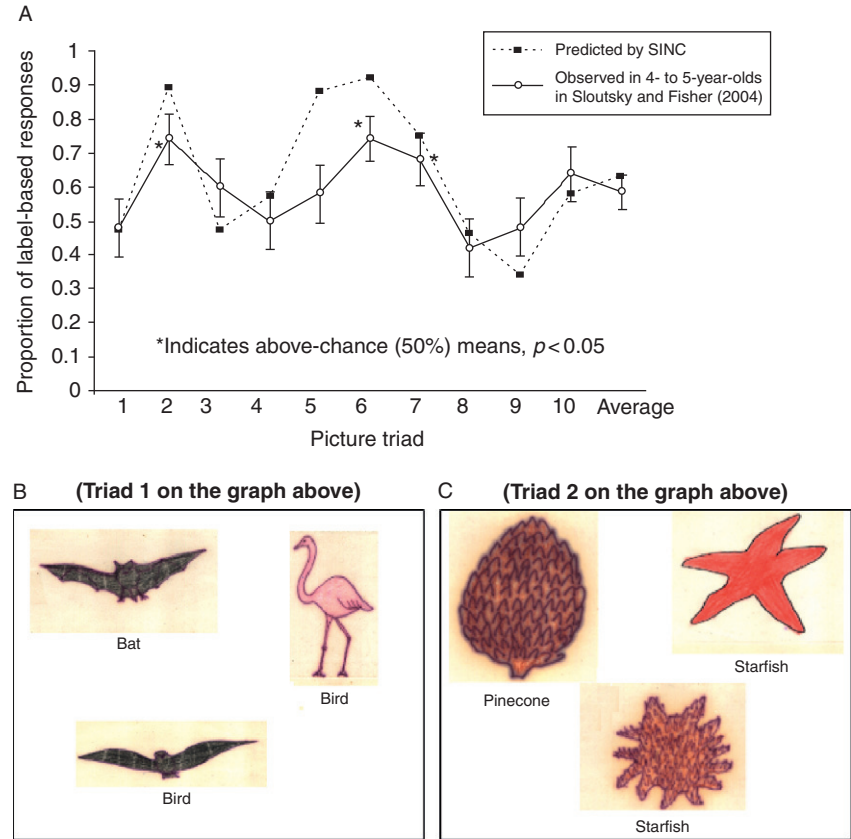 A
Proportion of label-based responses
1
0.9
0.8
0.7
0.6
0.5
0.4
0.3
0.2
0.1
0
Predicted by SINC
Observed in 4- to 5-year-olds
in Sloutsky and Fisher (2004)
* * *
*Indicates above-chance (50%) means, p<0.05
1 2 3 4 5 6 7 8 9 10 Average
Picture triad
B (Triad 1 on the graph above)
Bat
Bird
Bird
C (Triad 2 on the graph above)
Pinecone
Starfish
Starfish